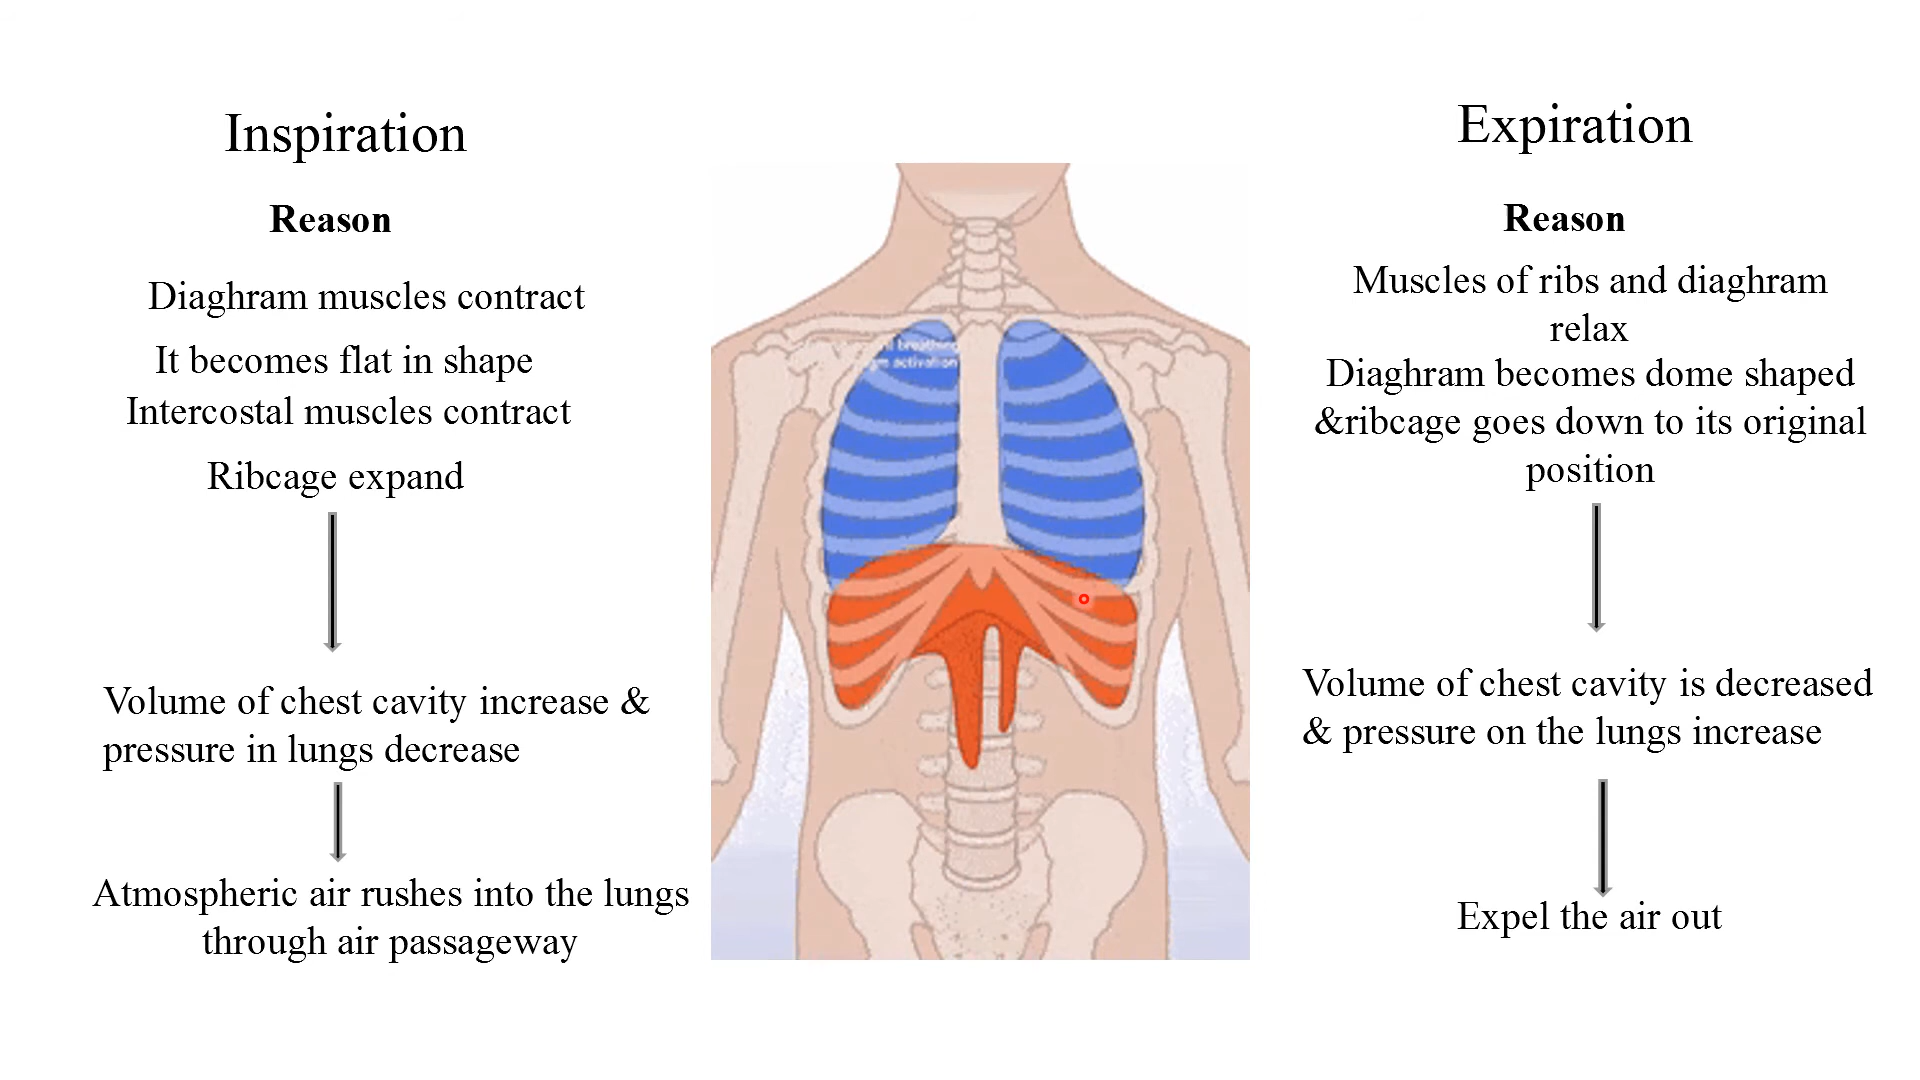 Inspiration
Reason
Diaghram muscles contract
It becomes flat in shape
Intercostal muscles contract
Ribcage expand
Volume of chest cavity increase &
pressure in lungs decrease
Atmospheric air rushes into the lungs
through air passageway
breathing
activation
Expiration
Reason
Muscles of ribs and diaghram
relax
Diaghram becomes dome shaped
&ribcage goes down to its original
position
Volume of chest cavity is decreased
& pressure on the lungs increase
Expel the air out